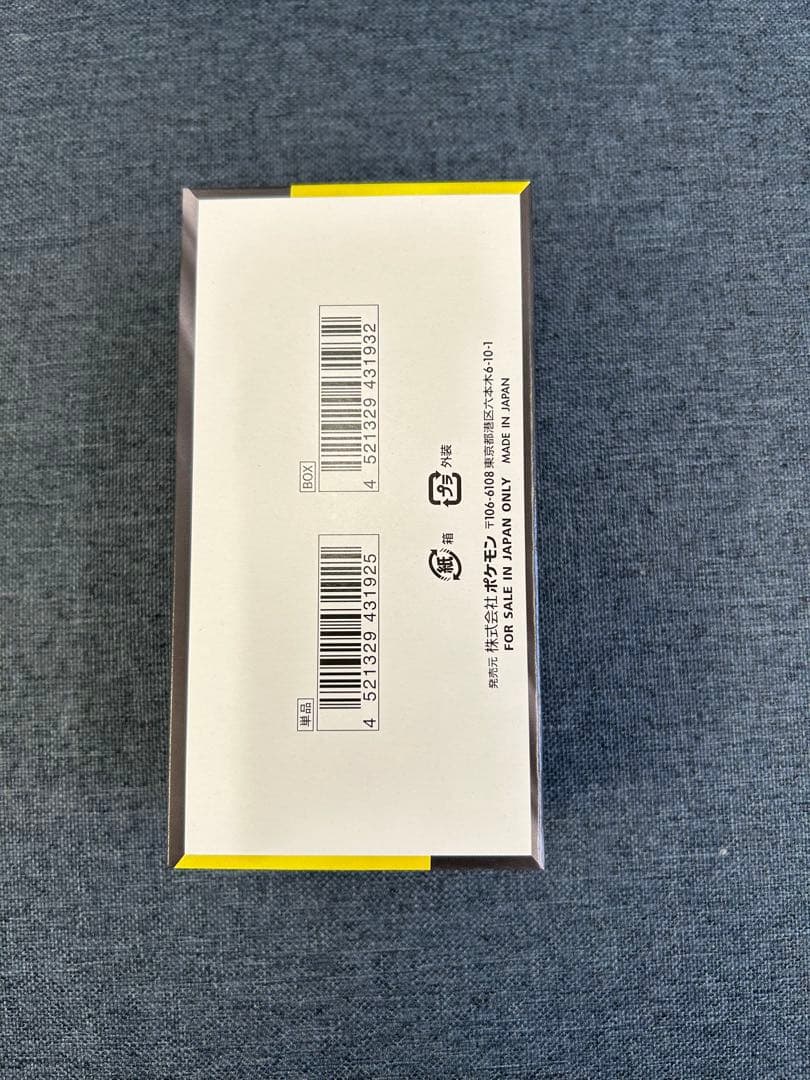 単品
4 521329 431925
BOX
4 521329 431932
紙 箱
プラ 外装
発売元 株式会社ポケモン 〒106-6108 東京都港区六本木6-10-1
FOR SALE IN JAPAN ONLY MADE IN JAPAN